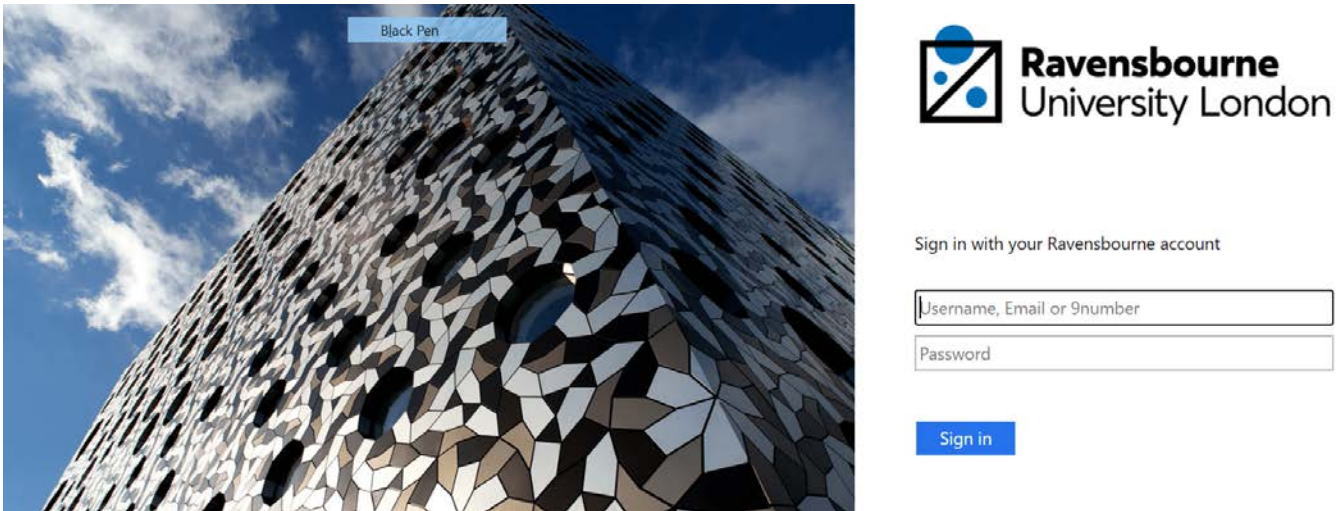 Black Pen
Ravensbourne
University London
Sign in with your Ravensbourne account
Username, Email or 9number
Password
Sign in